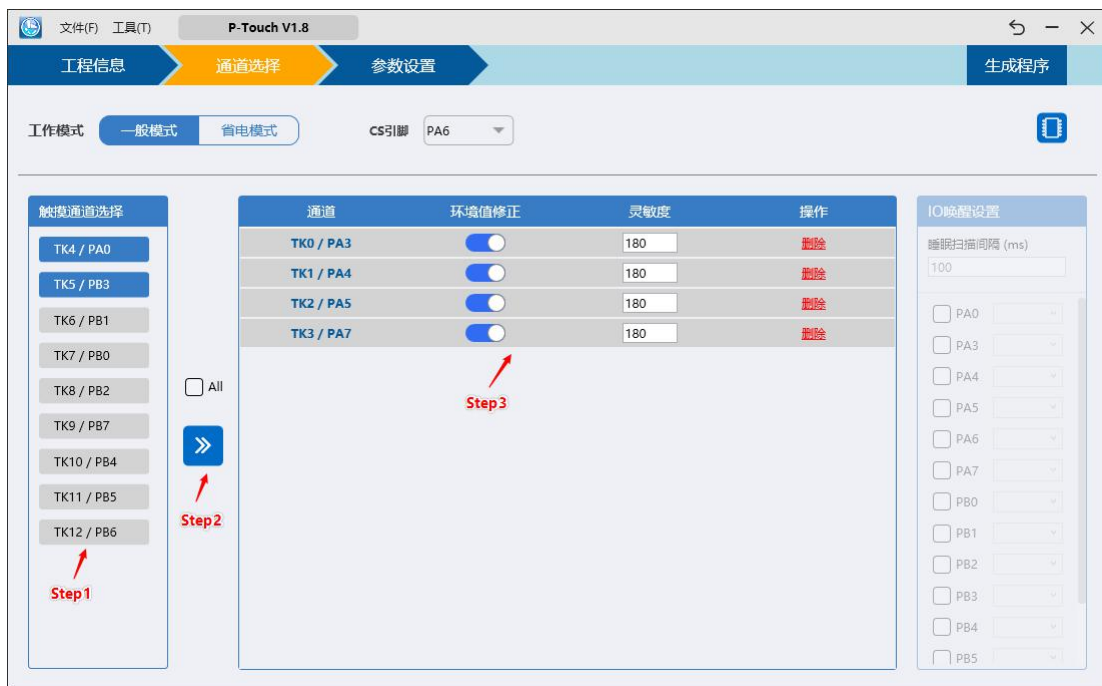 文件(F) 工具(T) P-Touch V1.8
工程信息 通道选择 参数设置 生成程序
工作模式 一般模式 省电模式 CS引脚 PA6
触摸通道选择
TK4 / PA0
TK5 / PB3
TK6 / PB1
TK7 / PB0
TK8 / PB2
TK9 / PB7
TK10 / PB4
TK11 / PB5
TK12 / PB6
Step1
All
Step2
通道 环境值修正 灵敏度 操作
TK0 / PA3 180 删除
TK1 / PA4 180 删除
TK2 / PA5 180 删除
TK3 / PA7 180 删除
Step3
IO唤醒设置
睡眠扫描间隔 (ms)
100
PA0
PA3
PA4
PA5
PA6
PA7
PB0
PB1
PB2
PB3
PB4
PB5